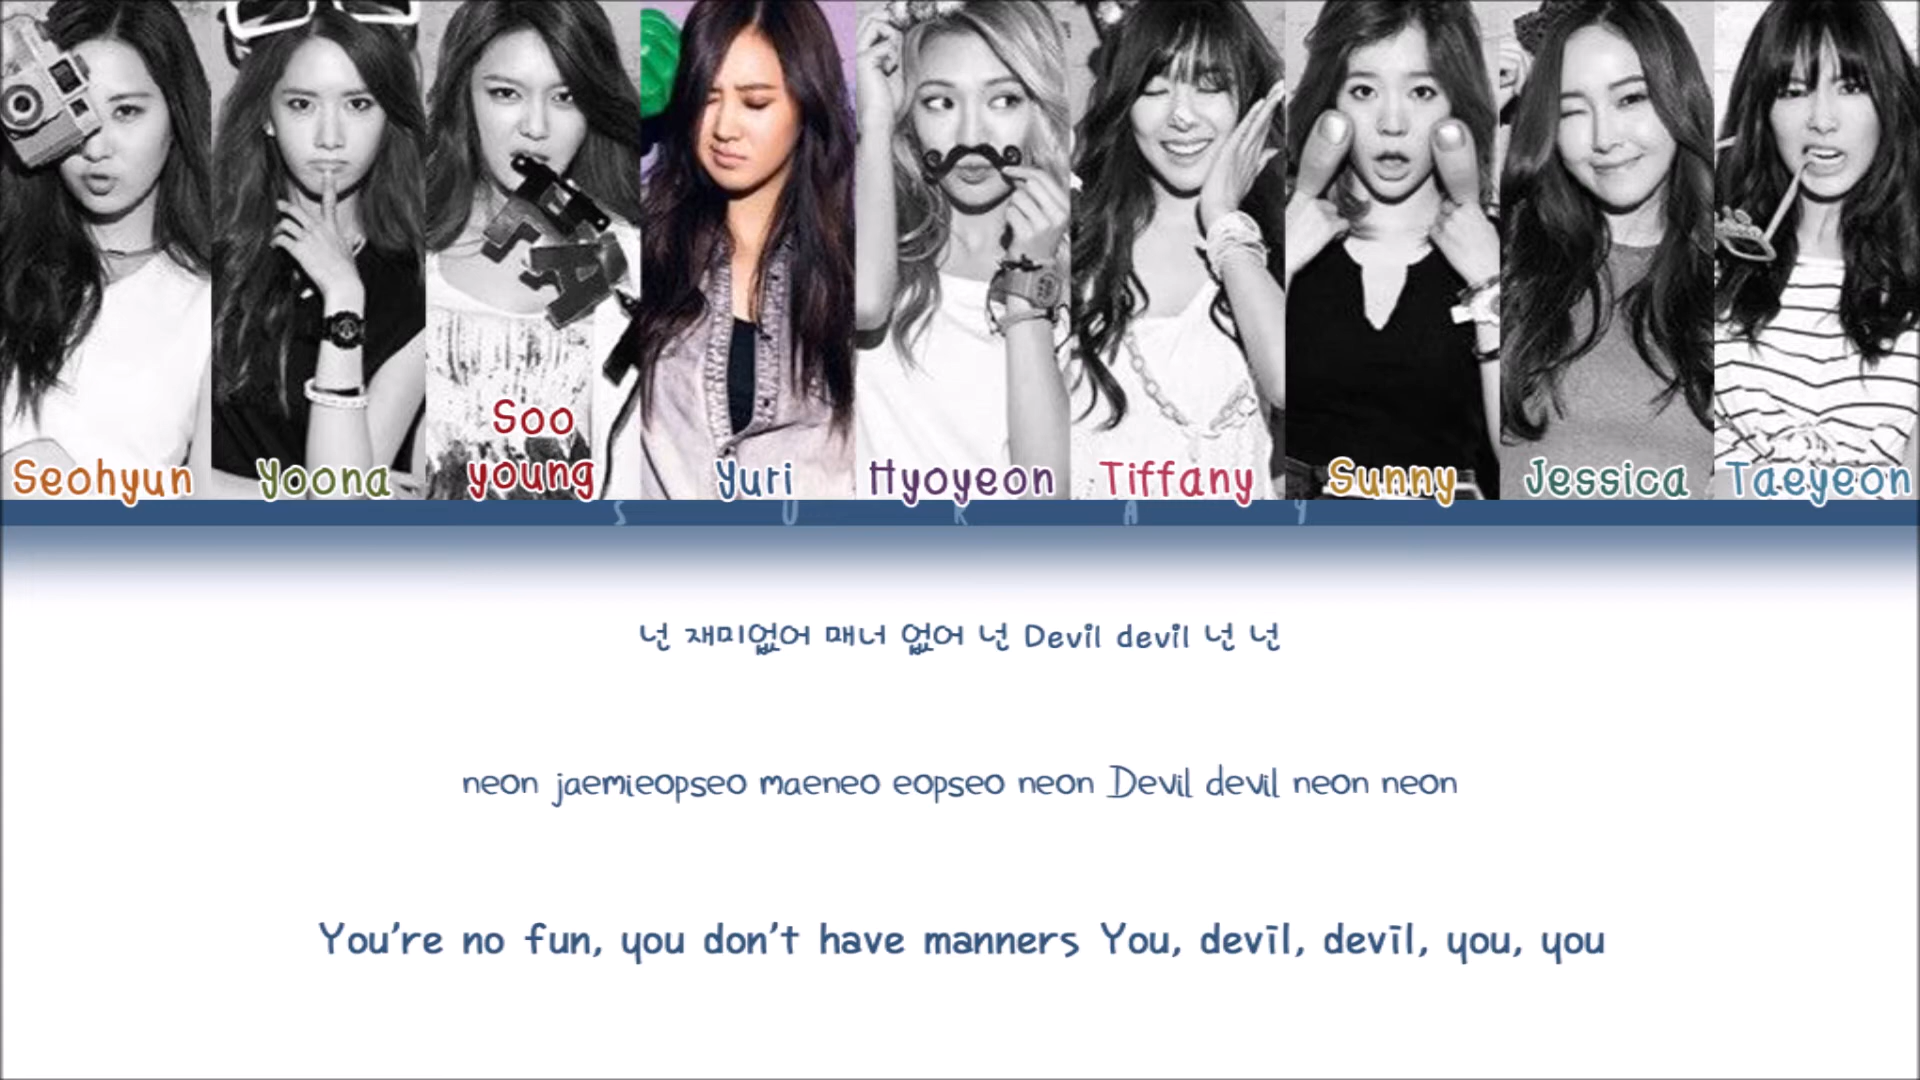 Seohyun
Yoona
Soo
young
Yuri
Hyoyeon
Tiffany
Sunny
Jessica
Taeyeon
S U R A Y
넌 재미없어 매너 없어 넌 Devil devil 넌 넌
neon jaemieopseo maeneo eopseo neon Devil devil neon neon
You're no fun, you don't have manners You, devil, devil, you, you